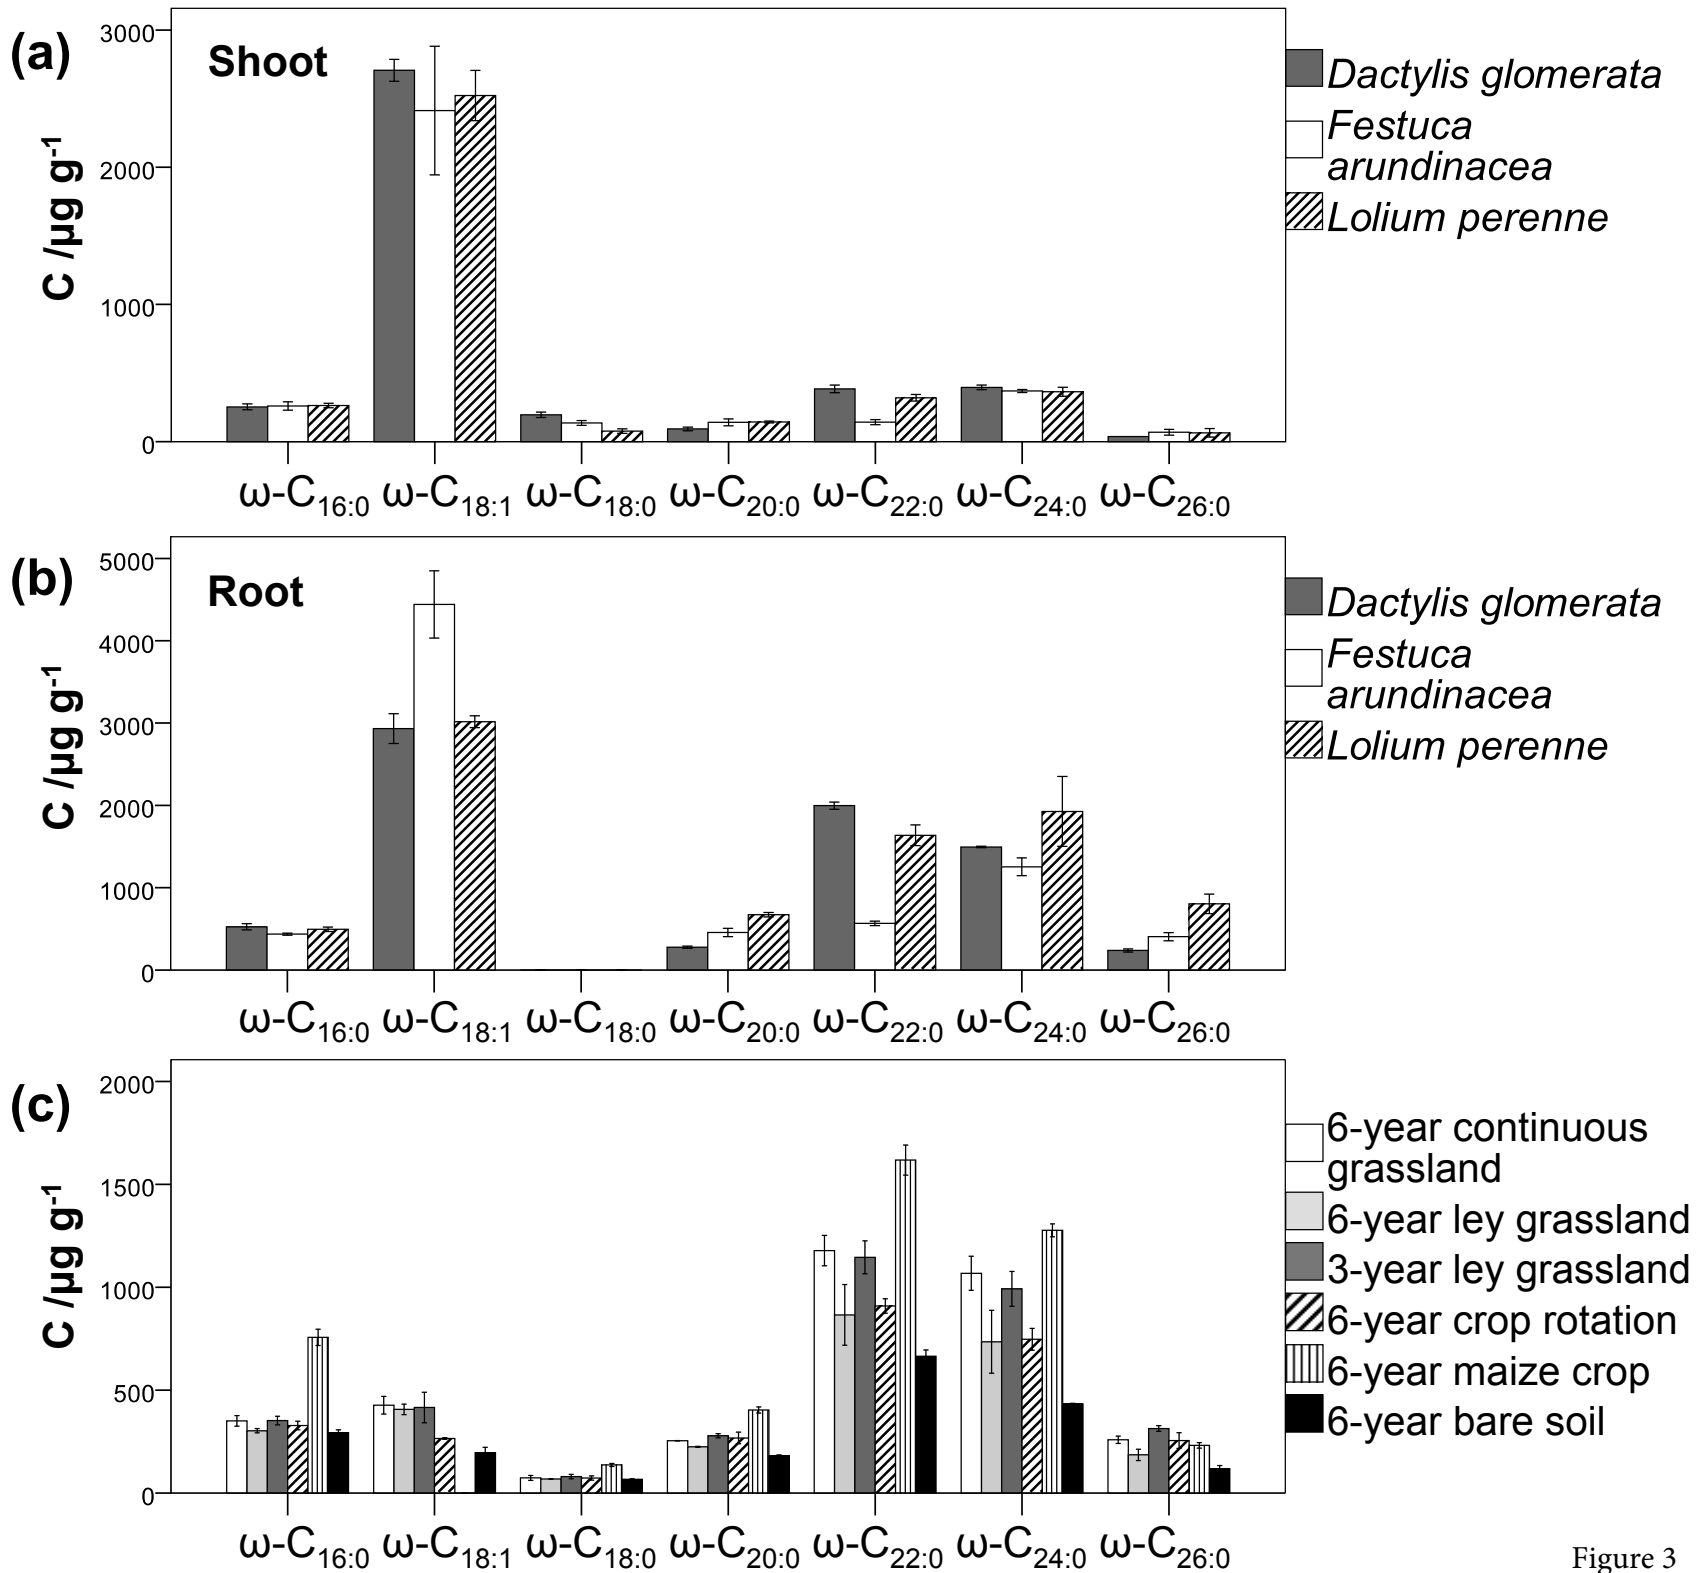 (a)
Shoot
C /µg g-1
3000
2000
1000
0
ω-C16:0 ω-C18:1 ω-C18:0 ω-C20:0 ω-C22:0 ω-C24:0 ω-C26:0
Dactylis glomerata
Festuca
arundinacea
Lolium perenne
(b)
Root
C /µg g-1
5000
4000
3000
2000
1000
0
ω-C16:0 ω-C18:1 ω-C18:0 ω-C20:0 ω-C22:0 ω-C24:0 ω-C26:0
Dactylis glomerata
Festuca
arundinacea
Lolium perenne
(c)
C /µg g-1
2000
1500
1000
500
0
ω-C16:0 ω-C18:1 ω-C18:0 ω-C20:0 ω-C22:0 ω-C24:0 ω-C26:0
6-year continuous
grassland
6-year ley grassland
3-year ley grassland
6-year crop rotation
6-year maize crop
6-year bare soil
Figure 3